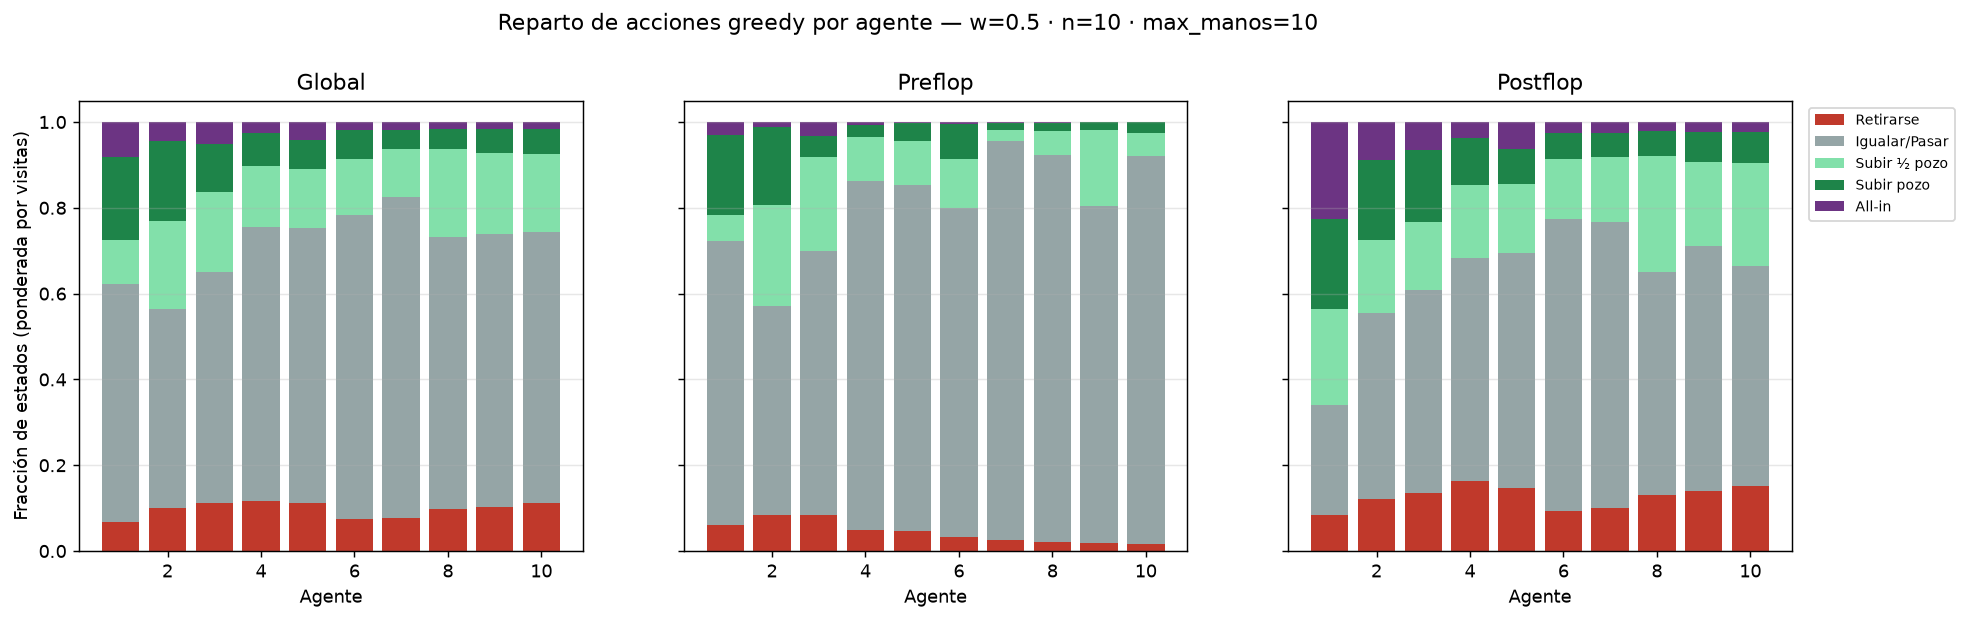 Reparto de acciones greedy por agente — w=0.5 · n=10 · max_manos=10
Global
Preflop
Postflop
Fracción de estados (ponderada por visitas)
1.0
0.8
0.6
0.4
0.2
0.0
2 4 6 8 10
2 4 6 8 10
2 4 6 8 10
Agente
Agente
Agente
Retirarse
Igualar/Pasar
Subir ½ pozo
Subir pozo
All-in